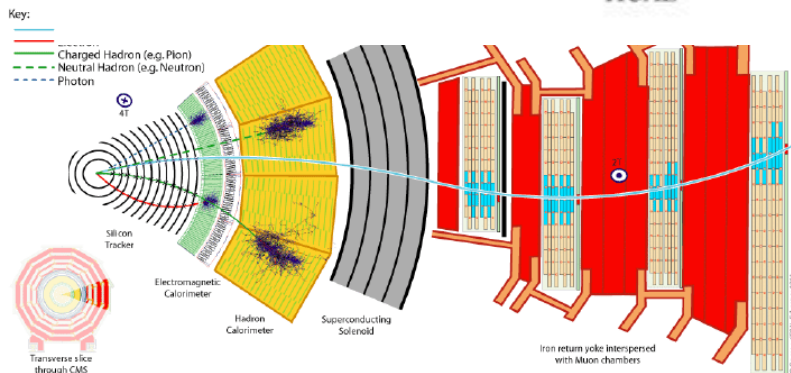 Key:
Charged Hadron (e.g. Pion)
Neutral Hadron (e.g. Neutron)
Photon
4T
2T
Silicon
Tracker
Electromagnetic
Calorimeter
Hadron
Calorimeter
Superconducting
Solenoid
Iron return yoke interspersed
with Muon chambers
Transverse slice
through CMS